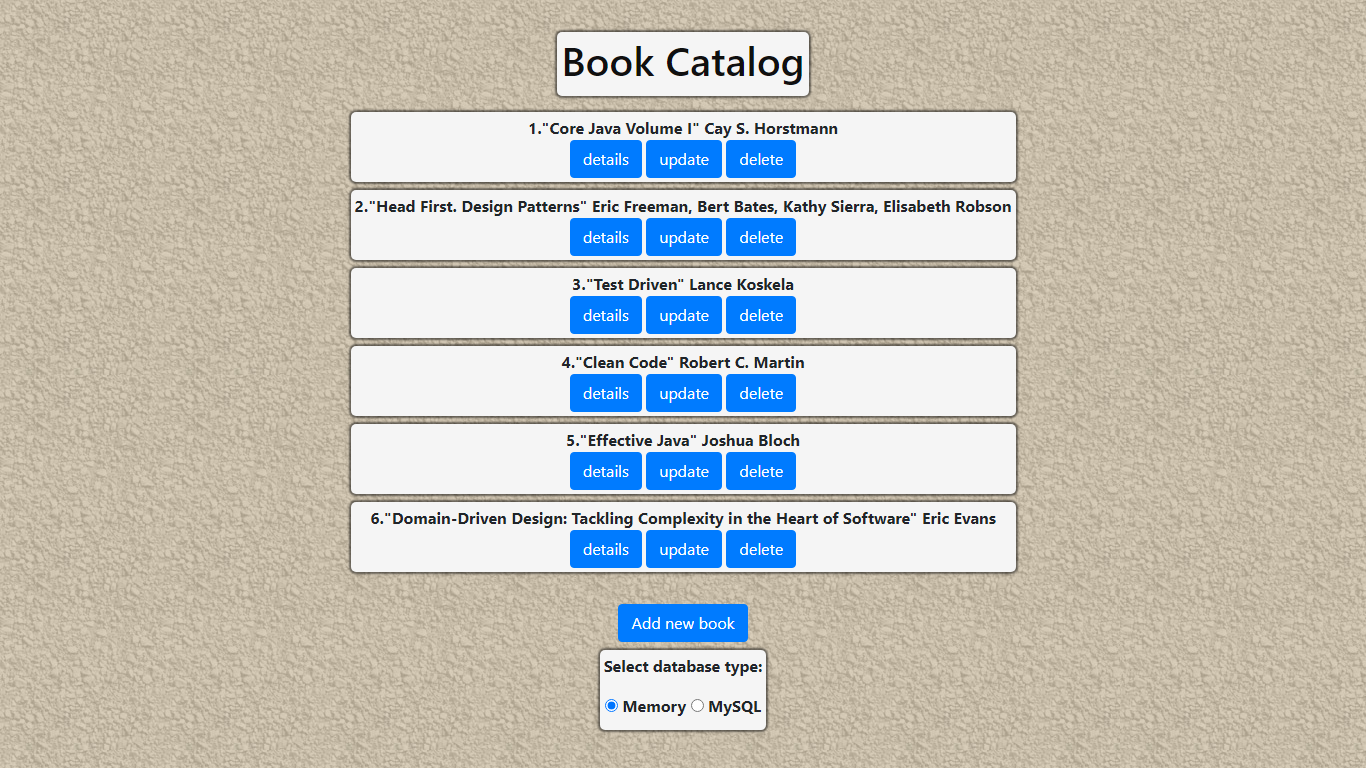 Book Catalog
1."Core Java Volume I" Cay S. Horstmann
details update delete
2."Head First. Design Patterns" Eric Freeman, Bert Bates, Kathy Sierra, Elisabeth Robson
details update delete
3."Test Driven" Lance Koskela
details update delete
4."Clean Code" Robert C. Martin
details update delete
5."Effective Java" Joshua Bloch
details update delete
6."Domain-Driven Design: Tackling Complexity in the Heart of Software" Eric Evans
details update delete
Add new book
Select database type:
Memory MySQL